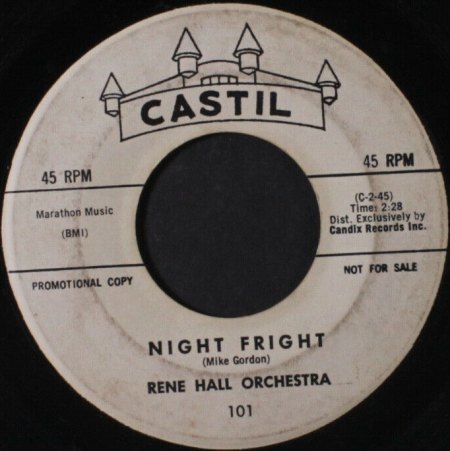 CASTIL
45 RPM
45 RPM
Marathon Music
(BMI)
(C-2-45)
Time: 2:28
Dist. Exclusively by
Candix Records Inc.
PROMOTIONAL COPY
NOT FOR SALE
NIGHT FRIGHT
(Mike Gordon)
RENE HALL ORCHESTRA
101